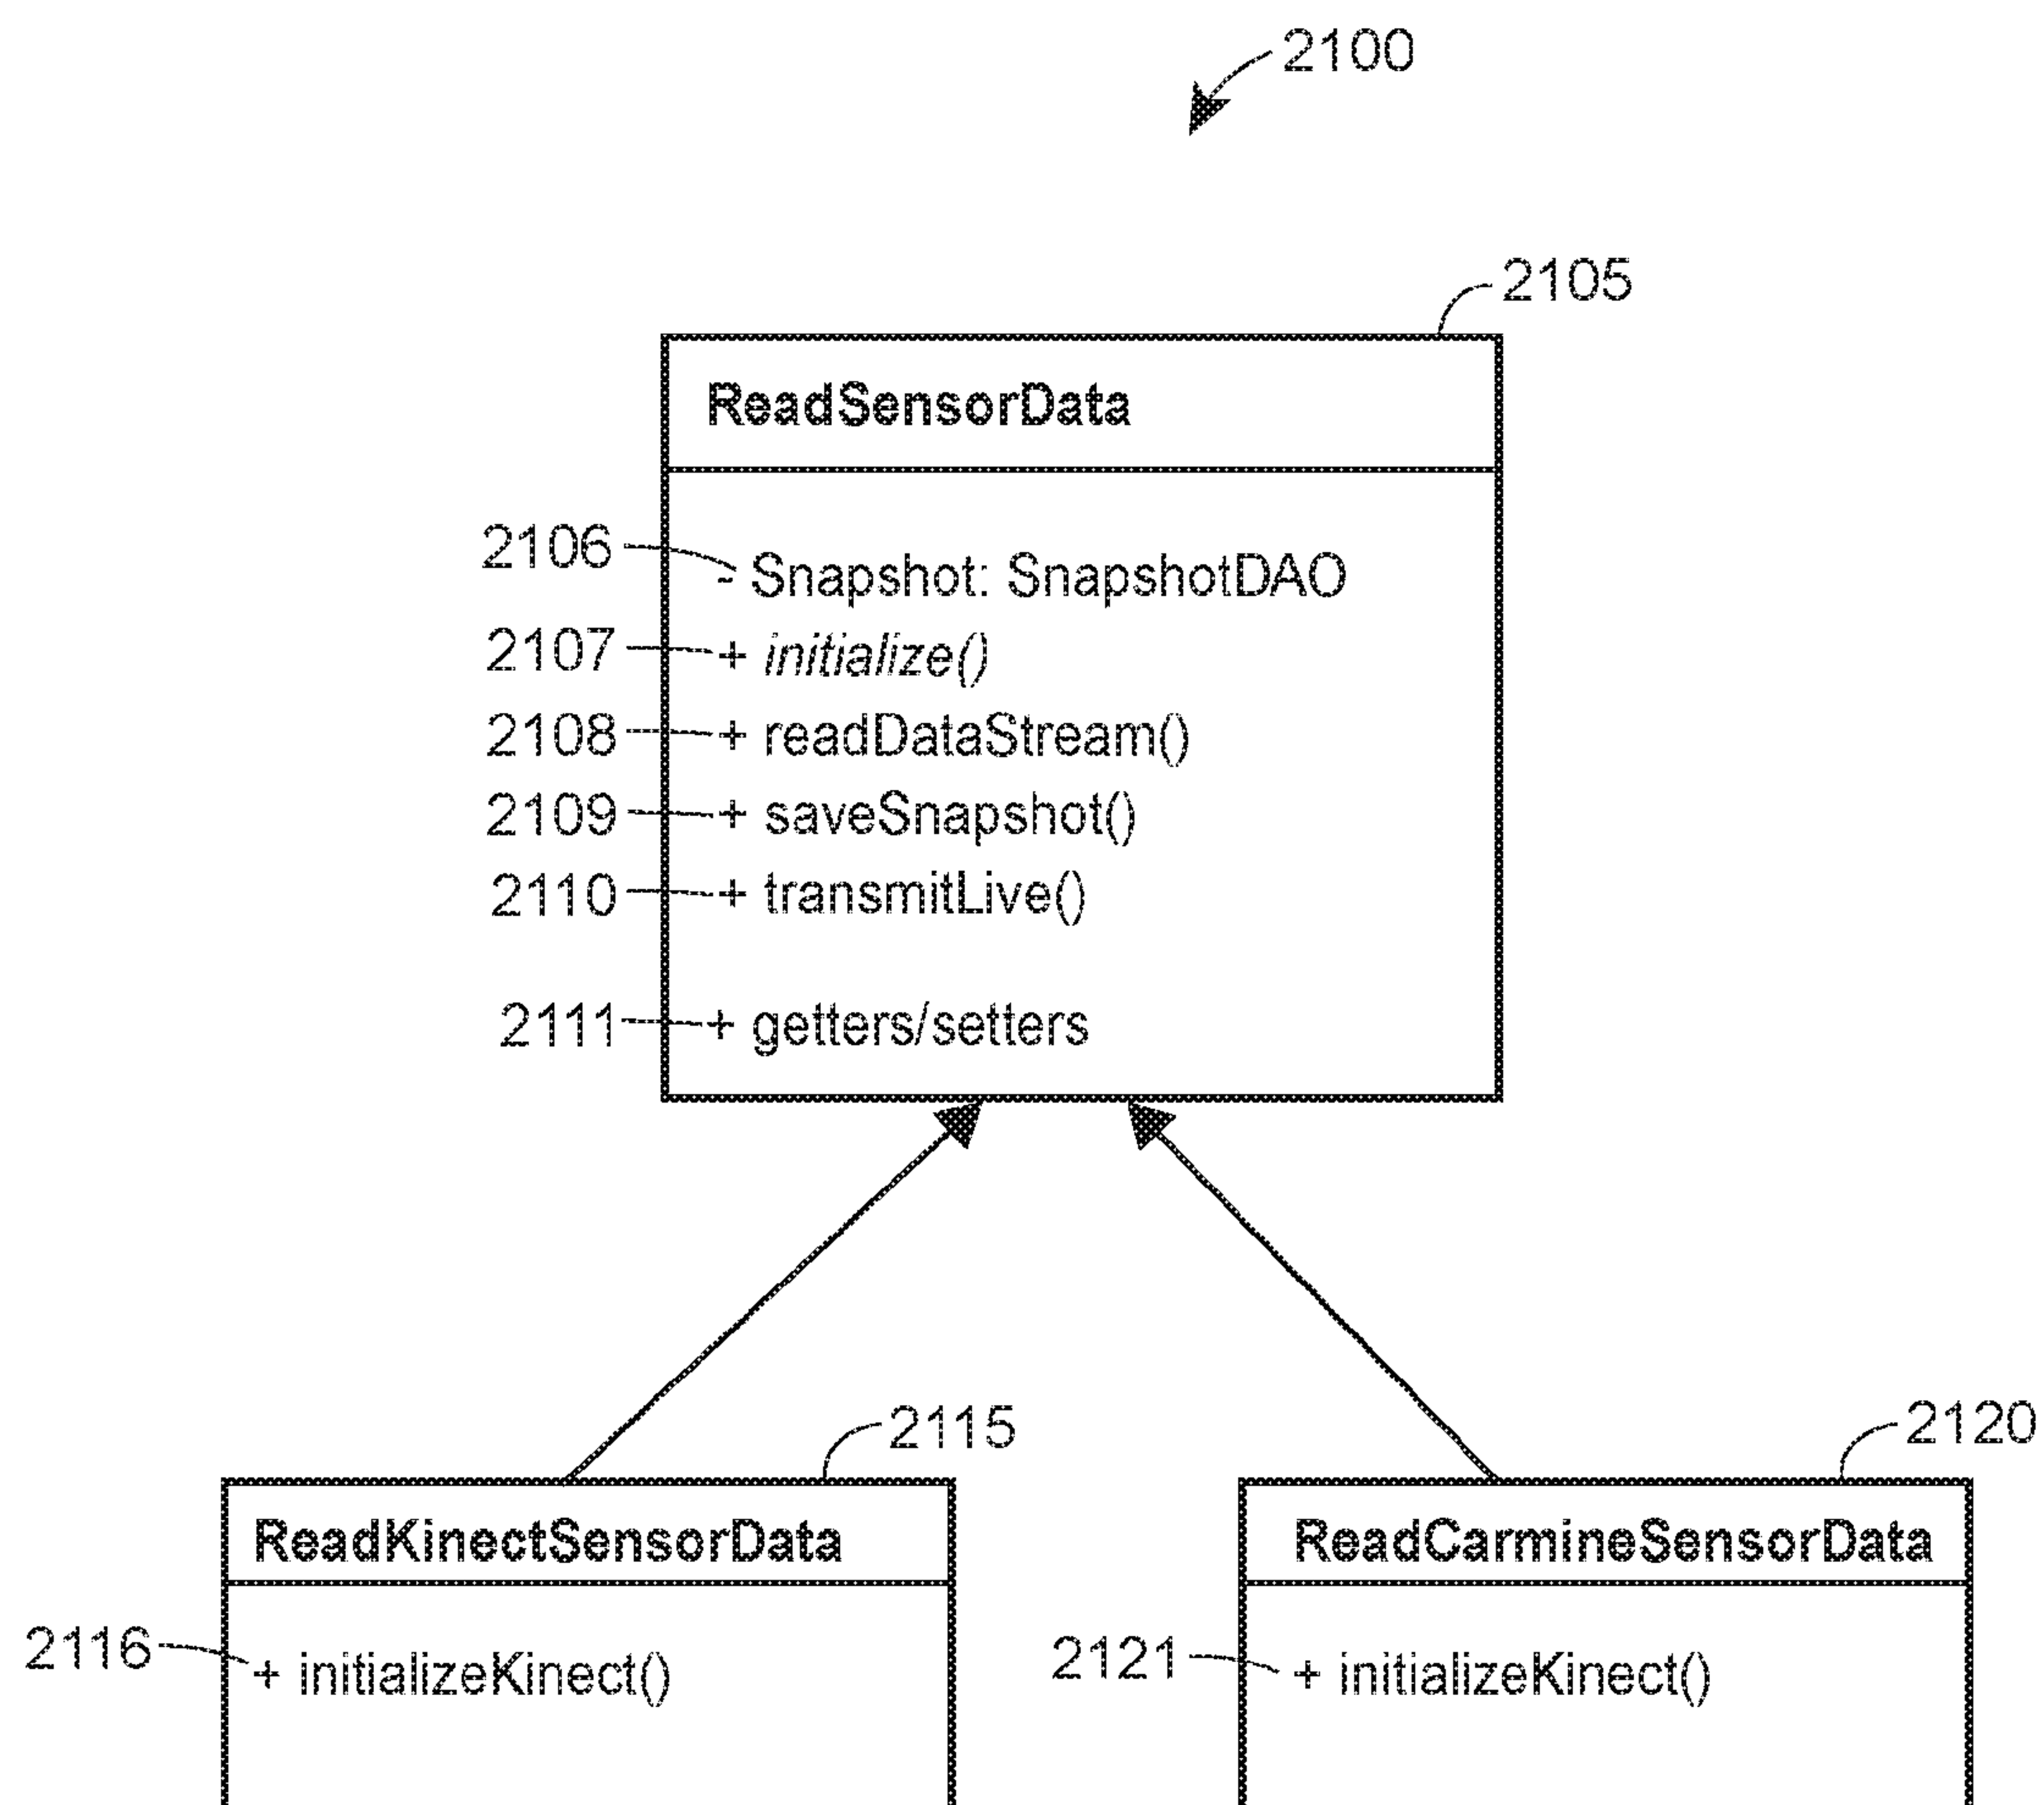 2100
2105
ReadSensorData
2106 - Snapshot: SnapshotDAO
2107 + initialize()
2108 + readDataStream()
2109 + saveSnapshot()
2110 + transmitLive()
2111 + getters/setters
2115
2120
ReadKinectSensorData
ReadCarmineSensorData
2116 + initializeKinect()
2121 + initializeKinect()